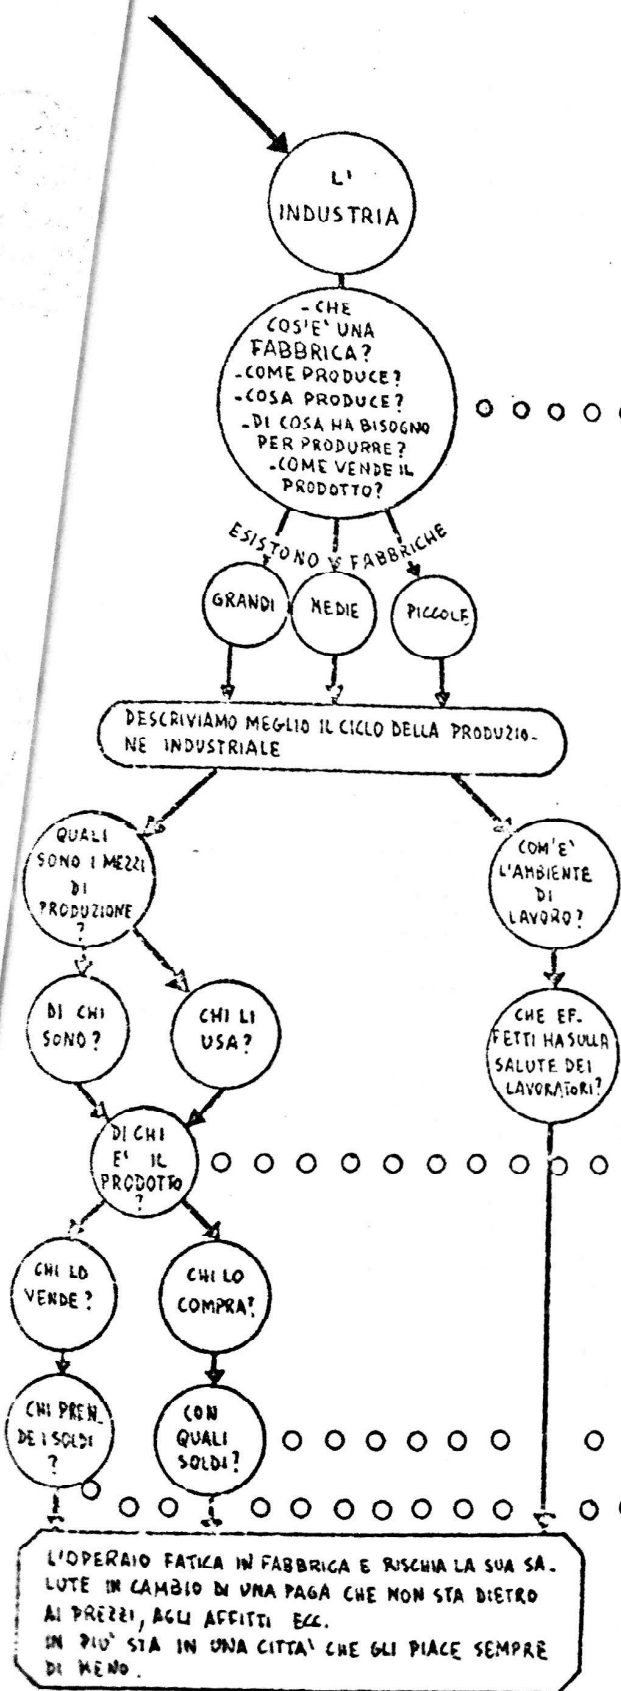 L'
INDUSTRIA
- CHE
COS'E' UNA
FABBRICA?
- COME PRODUCE?
- COSA PRODUCE?
- DI COSA HA BISOGNO
PER PRODURRE?
- COME VENDE IL
PRODOTTO?
ESISTONO FABBRICHE
GRANDI
MEDIE
PICCOLE
DESCRIVIAMO MEGLIO IL CICLO DELLA PRODUZIO-
NE INDUSTRIALE
QUALI
SONO I MEZZI
DI
PRODUZIONE
?
COM'E'
L'AMBIENTE
DI
LAVORO?
DI CHI
SONO?
CHI LI
USA?
CHE EF-
FETTI HA SULLA
SALUTE DEI
LAVORATORI?
DI CHI
E' IL
PRODOTTO
?
CHI LO
VENDE?
CHI LO
COMPRA?
CHI PREN-
DE I SOLDI
?
CON
QUALI
SOLDI?
L'OPERAIO FATICA IN FABBRICA E RISCHIA LA SUA SA-
LUTE IN CAMBIO DI UNA PAGA CHE NON STA DIETRO
AI PREZZI, AGLI AFFITTI ECC.
IN PIU' STA IN UNA CITTA' CHE GLI PIACE SEMPRE
DI MENO.